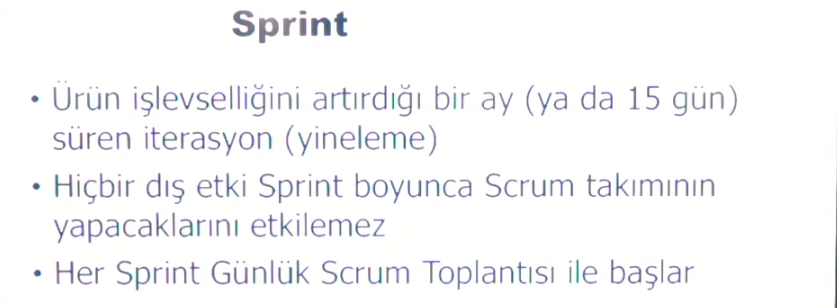 Sprint
• Ürün işlevselliğini artırdığı bir ay (ya da 15 gün)
süren iterasyon (yineleme)
• Hiçbir dış etki Sprint boyunca Scrum takımının
yapacaklarını etkilemez
• Her Sprint Günlük Scrum Toplantısı ile başlar